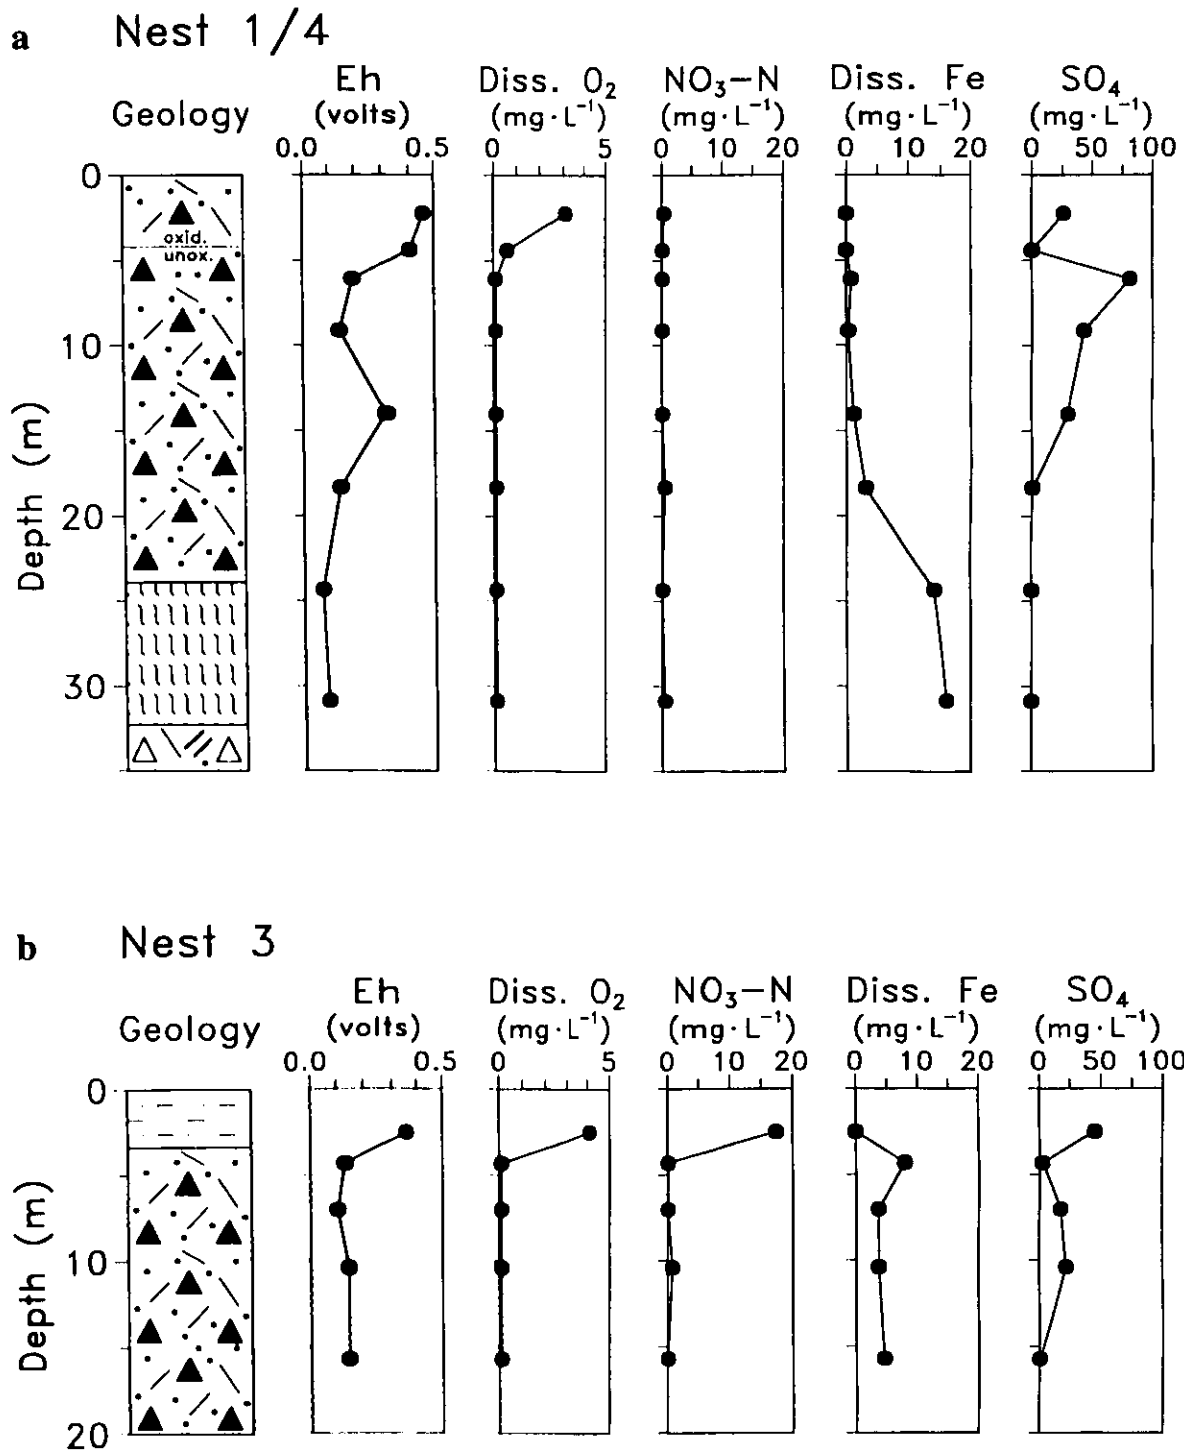 a Nest 1/4
Eh Diss. O₂ NO₃–N Diss. Fe SO₄
Geology (volts) (mg·L⁻¹) (mg·L⁻¹) (mg·L⁻¹) (mg·L⁻¹)
0.0 0.5 0 5 0 10 20 0 10 20 0 50 100
0
oxid.
unox.
10
20
30
Depth (m)
b Nest 3
Eh Diss. O₂ NO₃–N Diss. Fe SO₄
Geology (volts) (mg·L⁻¹) (mg·L⁻¹) (mg·L⁻¹) (mg·L⁻¹)
0.0 0.5 0 5 0 10 20 0 10 20 0 50 100
0
10
20
Depth (m)